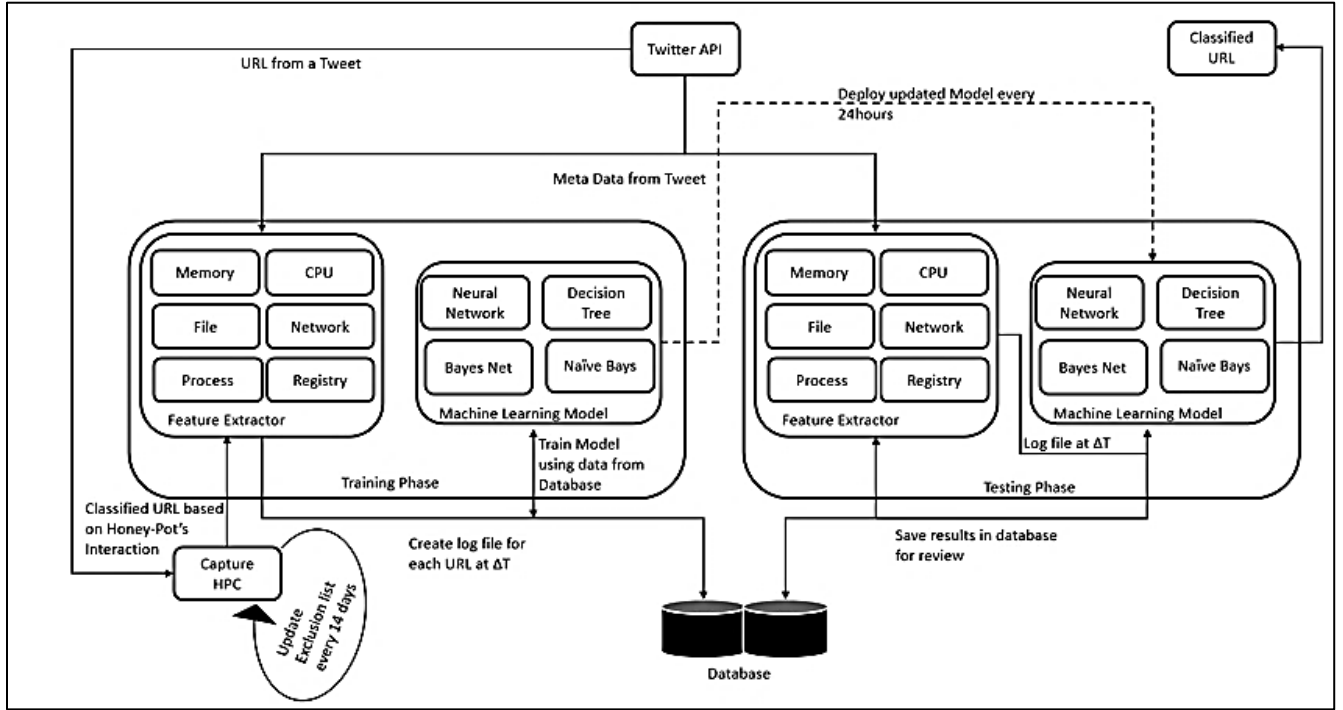 Twitter API
Classified
URL
URL from a Tweet
Deploy updated Model every
24hours
Meta Data from Tweet
Memory
CPU
File
Network
Process
Registry
Feature Extractor
Neural
Network
Decision
Tree
Bayes Net
Naïve Bays
Machine Learning Model
Train Model
using data from
Database
Training Phase
Memory
CPU
File
Network
Process
Registry
Feature Extractor
Neural
Network
Decision
Tree
Bayes Net
Naïve Bays
Machine Learning Model
Log file at ΔT
Testing Phase
Classified URL based
on Honey-Pot's
Interaction
Capture
HPC
Update
Exclusion list
every 14 days
Create log file for
each URL at ΔT
Save results in database
for review
Database